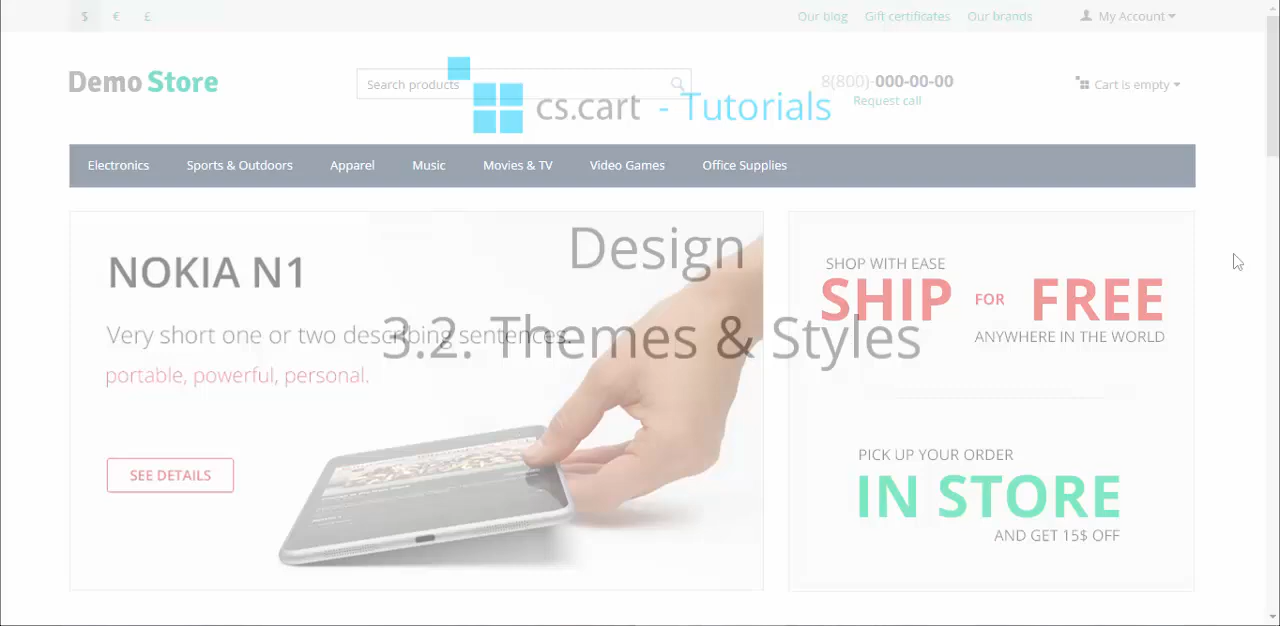 $ € £
Our blog Gift certificates Our brands My Account
Demo Store
Search products
8(800)-000-00-00
Request call
Cart is empty
cs.cart - Tutorials
Electronics Sports & Outdoors Apparel Music Movies & TV Video Games Office Supplies
Design
3.2. Themes & Styles
NOKIA N1
Very short one or two describing sentences.
portable, powerful, personal.
SEE DETAILS
SHOP WITH EASE
SHIP FOR FREE
ANYWHERE IN THE WORLD
PICK UP YOUR ORDER
IN STORE
AND GET 15$ OFF